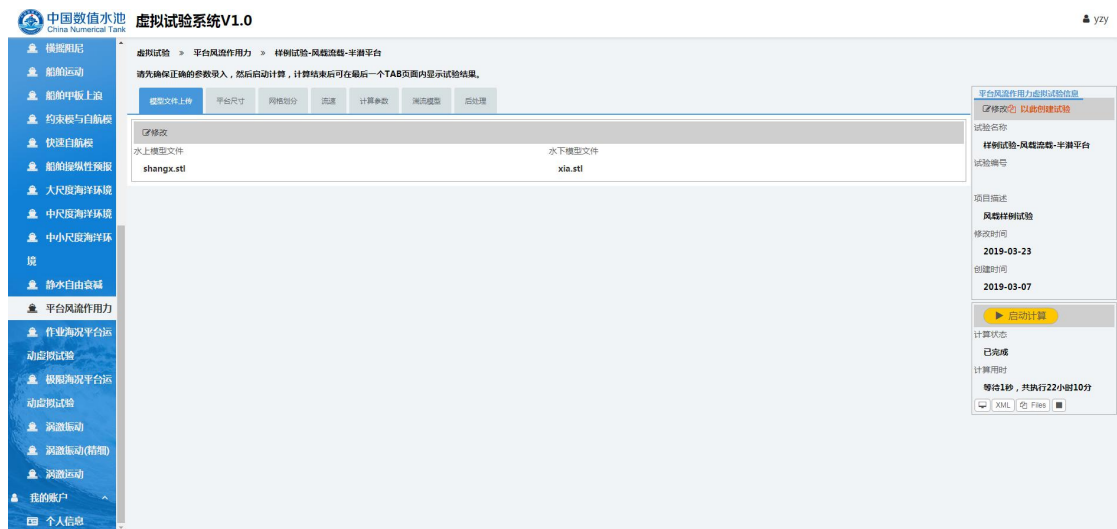 中国数值水池
China Numerical Tank
虚拟试验系统V1.0
yzy
横摇阻尼
船舶运动
船舶甲板上浪
约束模与自航模
快速自航模
船舶操纵性预报
大尺度海洋环境
中尺度海洋环境
中小尺度海洋环
境
静水自由衰减
平台风流作用力
作业海况平台运
动虚拟试验
极限海况平台运
动虚拟试验
涡激振动
涡激振动(精细)
涡激运动
我的账户
个人信息
虚拟试验 » 平台风流作用力 » 样例试验-风载流载-半潜平台
请先确保正确的参数录入，然后启动计算，计算结束后可在最后一个TAB页面内显示试验结果。
模型文件上传 平台尺寸 网格划分 流速 计算参数 湍流模型 后处理
修改
水上模型文件 水下模型文件
shangx.stl xia.stl
平台风流作用力虚拟试验信息
修改 以此创建试验
试验名称
样例试验-风载流载-半潜平台
试验编号
项目描述
风载样例试验
修改时间
2019-03-23
创建时间
2019-03-07
启动计算
计算状态
已完成
计算用时
等待1秒，共执行22小时10分
XML Files